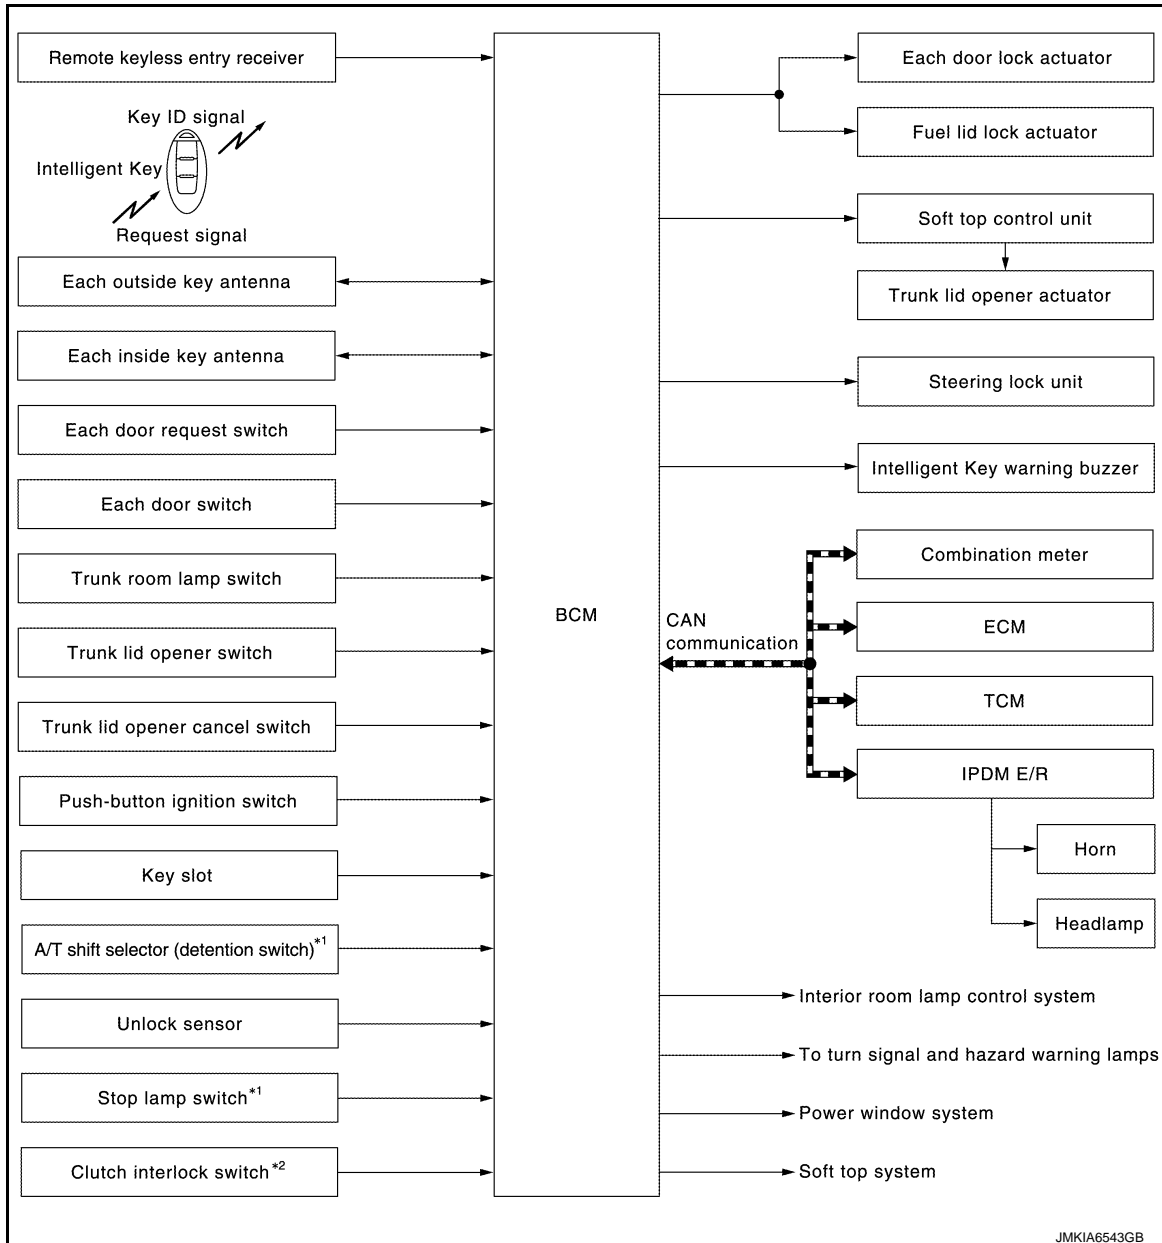 Remote keyless entry receiver
Key ID signal
Intelligent Key
Request signal
Each outside key antenna
Each inside key antenna
Each door request switch
Each door switch
Trunk room lamp switch
Trunk lid opener switch
Trunk lid opener cancel switch
Push-button ignition switch
Key slot
A/T shift selector (detention switch)*1
Unlock sensor
Stop lamp switch*1
Clutch interlock switch*2
BCM
Each door lock actuator
Fuel lid lock actuator
Soft top control unit
Trunk lid opener actuator
Steering lock unit
Intelligent Key warning buzzer
CAN
communication
Combination meter
ECM
TCM
IPDM E/R
Horn
Headlamp
Interior room lamp control system
To turn signal and hazard warning lamps
Power window system
Soft top system
JMKIA6543GB